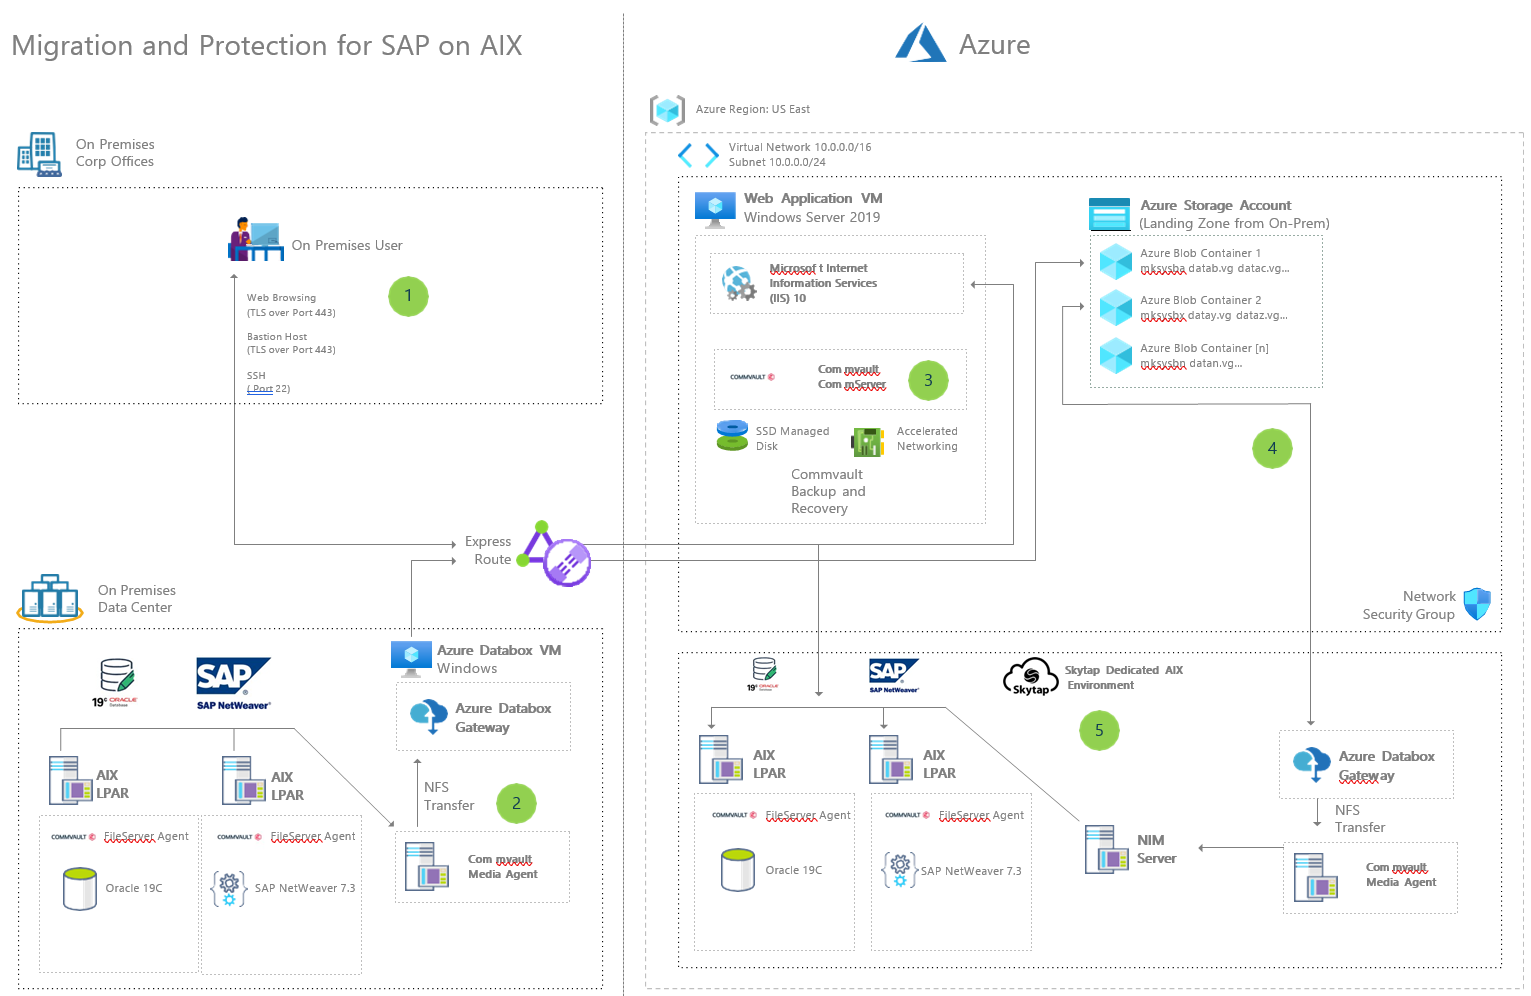 Migration and Protection for SAP on AIX
Azure
Azure Region: US East
On Premises
Corp Offices
Virtual Network 10.0.0.0/16
Subnet 10.0.0.0/24
On Premises User
1
Web Browsing
(TLS over Port 443)
Bastion Host
(TLS over Port 443)
SSH
( Port 22)
Web Application VM
Windows Server 2019
Microsof t Internet
Information Services
(IIS) 10
COMMVAULT
Com mvault
Com mServer
3
SSD Managed
Disk
Accelerated
Networking
Commvault
Backup and
Recovery
Azure Storage Account
(Landing Zone from On-Prem)
Azure Blob Container 1
mksysba datab.vg datac.vg...
Azure Blob Container 2
mksysbx datay.vg dataz.vg...
Azure Blob Container [n]
mksysbn datan.vg...
4
Express
Route
Network
Security Group
On Premises
Data Center
19c ORACLE
Database
SAP
SAP NetWeaver
Azure Databox VM
Windows
Azure Databox
Gateway
AIX
LPAR
AIX
LPAR
NFS
Transfer
2
COMMVAULT FileServer Agent
Oracle 19C
COMMVAULT FileServer Agent
SAP NetWeaver 7.3
Com mvault
Media Agent
19c ORACLE
Database
SAP
SAP NetWeaver
Skytap
Skytap Dedicated AIX
Environment
5
AIX
LPAR
AIX
LPAR
Azure Databox
Gateway
NFS
Transfer
COMMVAULT FileServer Agent
Oracle 19C
COMMVAULT FileServer Agent
SAP NetWeaver 7.3
NIM
Server
Com mvault
Media Agent